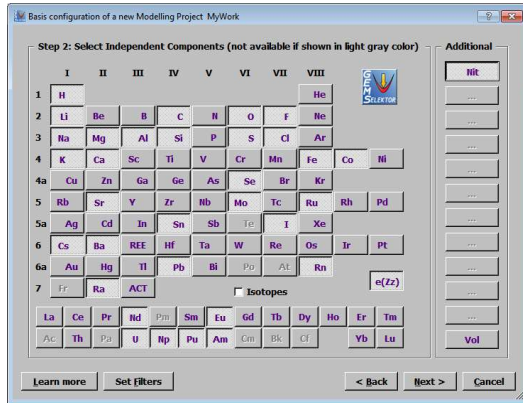 Basis configuration of a new Modelling Project MyWork
Step 2: Select Independent Components (not available if shown in light gray color)
Additional
I II III IV V VI VII VIII
GEMS SELEKTOR
Nit
1 H He
...
2 Li Be B C N O F Ne
...
3 Na Mg Al Si P S Cl Ar
...
4 K Ca Sc Ti V Cr Mn Fe Co Ni
...
4a Cu Zn Ga Ge As Se Br Kr
...
5 Rb Sr Y Zr Nb Mo Tc Ru Rh Pd
...
5a Ag Cd In Sn Sb Te I Xe
...
6 Cs Ba REE Hf Ta W Re Os Ir Pt
...
6a Au Hg Tl Pb Bi Po At Rn
...
7 Fr Ra ACT Isotopes e(Zz)
...
La Ce Pr Nd Pm Sm Eu Gd Tb Dy Ho Er Tm
...
Ac Th Pa U Np Pu Am Cm Bk Cf Yb Lu
Vol
Learn more Set Filters < Back Next > Cancel